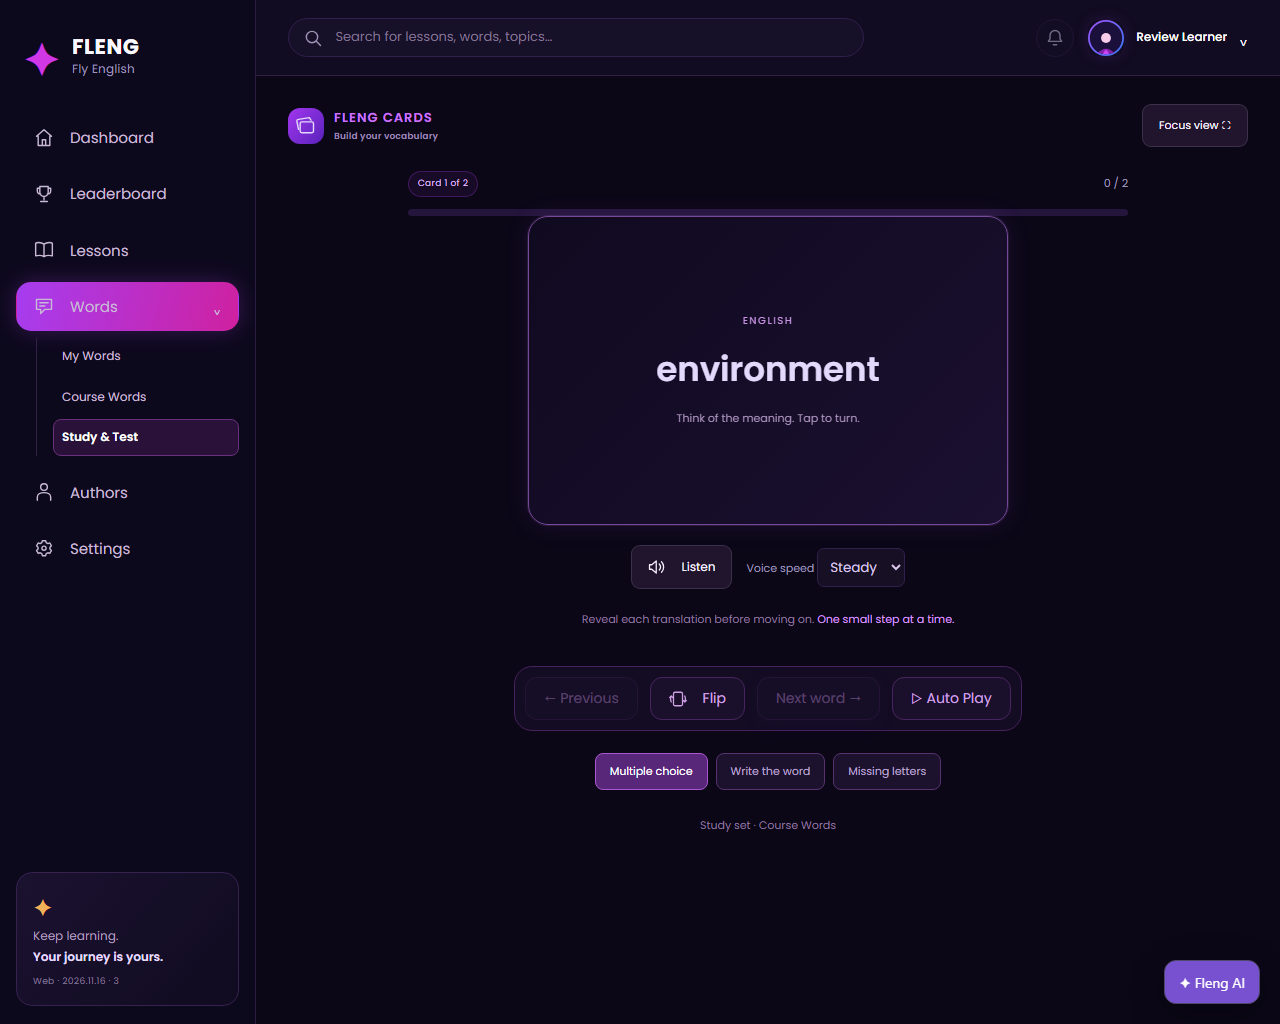 FLENG
Fly English
Dashboard
Leaderboard
Lessons
Words
My Words
Course Words
Study & Test
Authors
Settings
Keep learning.
Your journey is yours.
Web · 2026.11.16 · 3
Search for lessons, words, topics...
Review Learner
FLENG CARDS
Build your vocabulary
Focus view
Card 1 of 2
0 / 2
ENGLISH
environment
Think of the meaning. Tap to turn.
Listen
Voice speed Steady
Reveal each translation before moving on. One small step at a time.
← Previous
Flip
Next word →
▷ Auto Play
Multiple choice
Write the word
Missing letters
Study set · Course Words
✦ Fleng AI